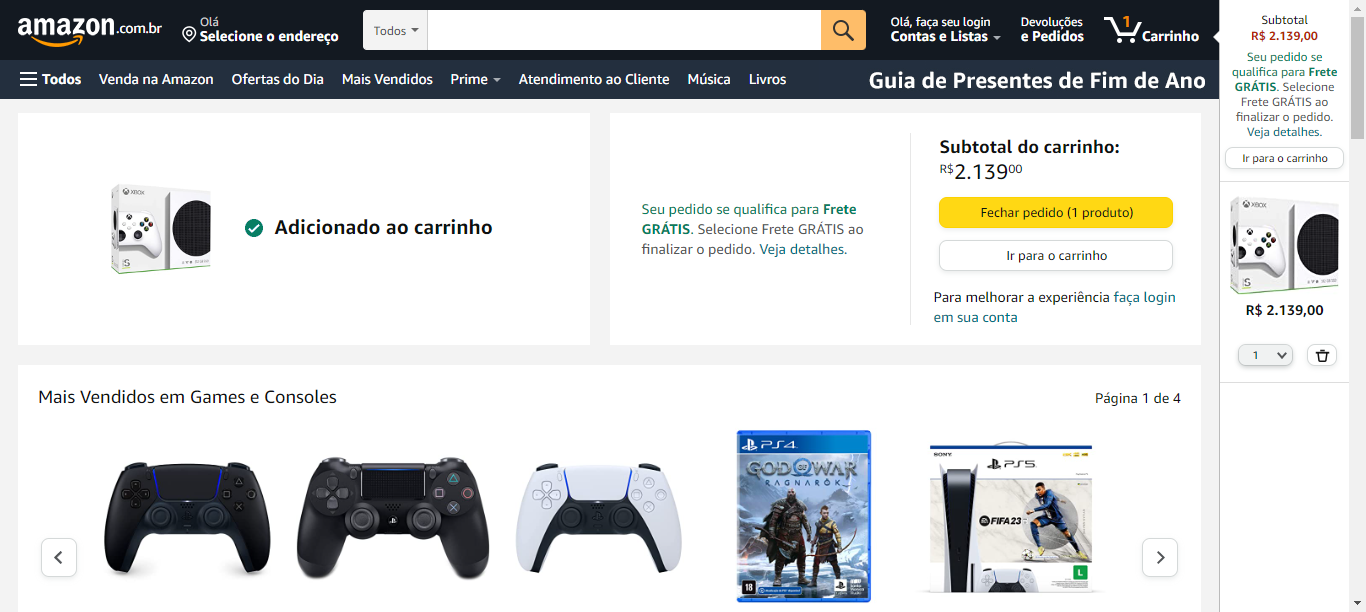 amazon.com.br
Olá
Selecione o endereço
Todos
Olá, faça seu login
Contas e Listas
Devoluções
e Pedidos
1
Carrinho
Todos
Venda na Amazon
Ofertas do Dia
Mais Vendidos
Prime
Atendimento ao Cliente
Música
Livros
Guia de Presentes de Fim de Ano
XBOX
S
Adicionado ao carrinho
Seu pedido se qualifica para Frete
GRÁTIS. Selecione Frete GRÁTIS ao
finalizar o pedido. Veja detalhes.
Subtotal do carrinho:
R$2.13900
Fechar pedido (1 produto)
Ir para o carrinho
Para melhorar a experiência faça login
em sua conta
Mais Vendidos em Games e Consoles
Página 1 de 4
PS4
GOD OF WAR
RAGNARÖK
18
SONY
PS5
FIFA 23
L
Subtotal
R$ 2.139,00
Seu pedido se
qualifica para Frete
GRÁTIS. Selecione
Frete GRÁTIS ao
finalizar o pedido.
Veja detalhes.
Ir para o carrinho
XBOX
S
R$ 2.139,00
1